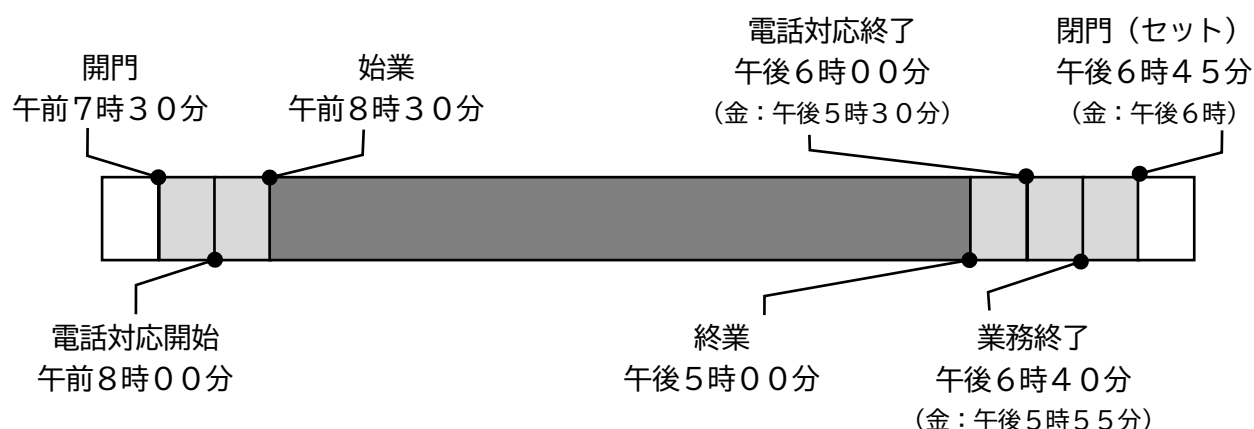 開門
午前７時３０分
始業
午前８時３０分
電話対応終了
午後６時００分
（金：午後５時３０分）
閉門（セット）
午後６時４５分
（金：午後６時）
電話対応開始
午前８時００分
終業
午後５時００分
業務終了
午後６時４０分
（金：午後５時５５分）